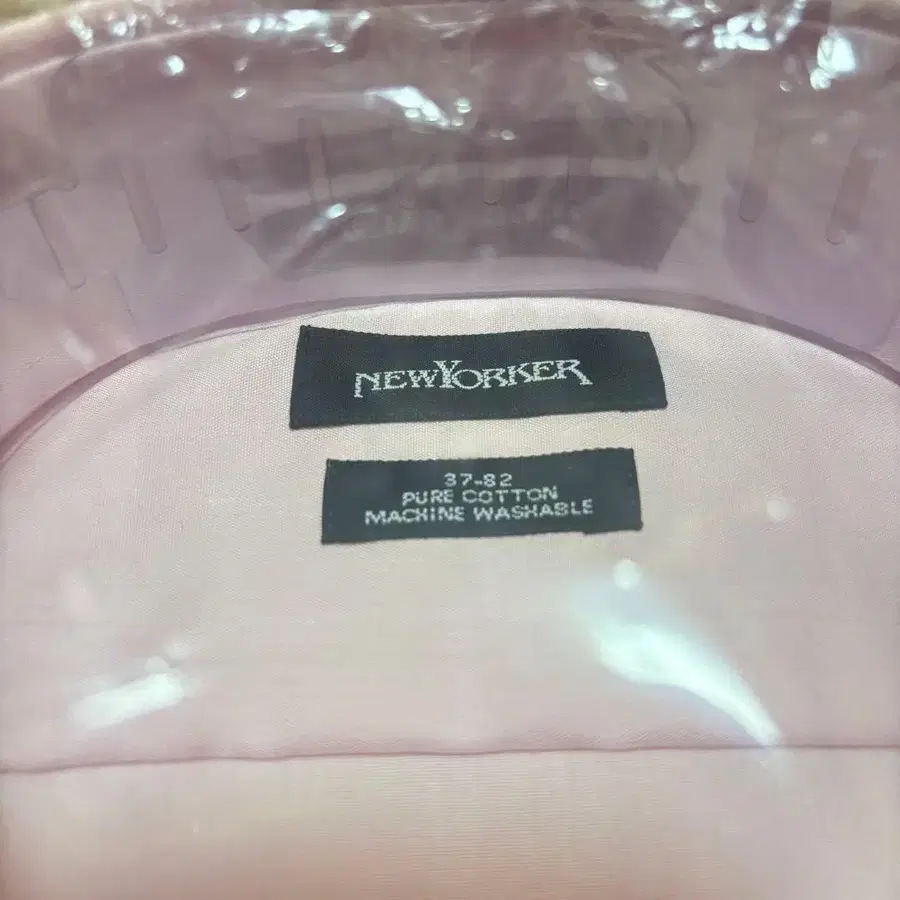 NEWYORKER
37-82
PURE COTTON
MACHINE WASHABLE